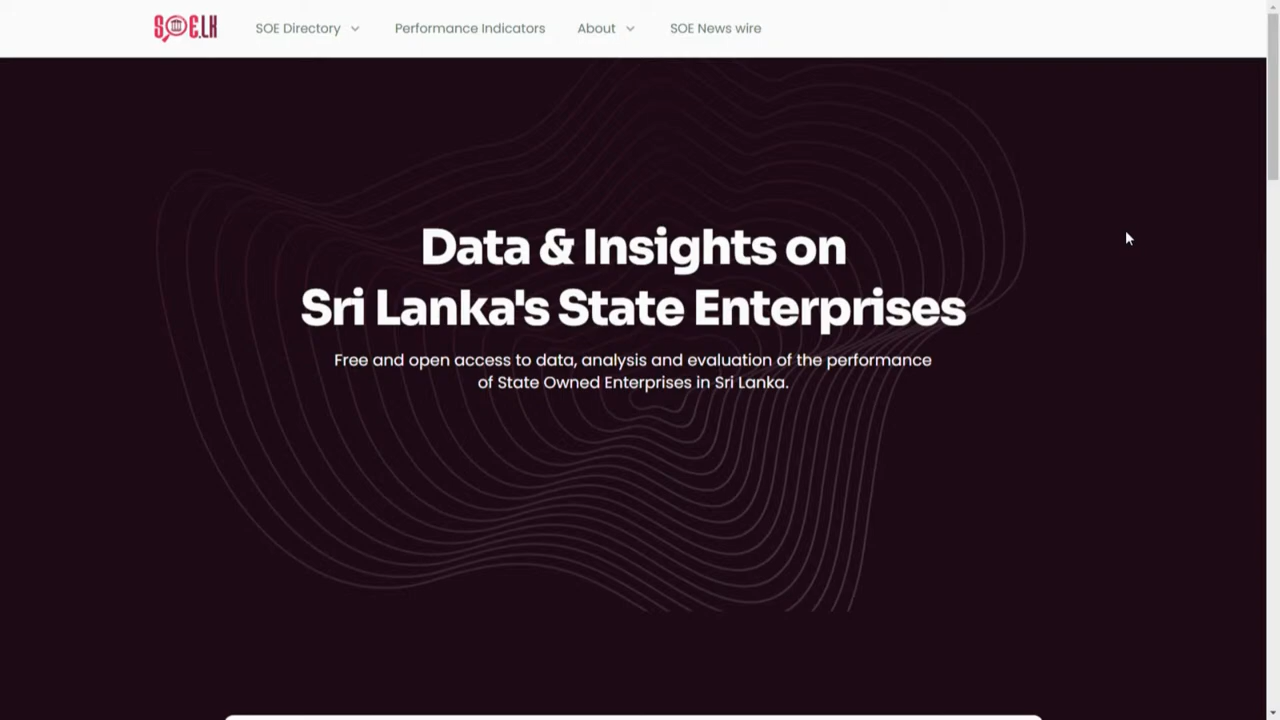 SOE.LK
SOE Directory
Performance Indicators
About
SOE News wire
Data & Insights on
Sri Lanka's State Enterprises
Free and open access to data, analysis and evaluation of the performance
of State Owned Enterprises in Sri Lanka.